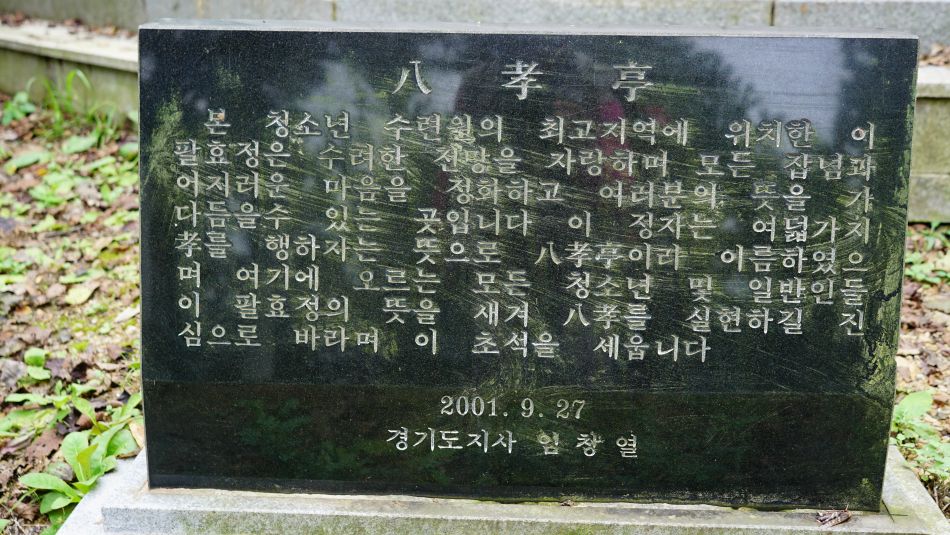 八孝亭
본 청소년 수련원의 최고지역에 위치한 이
팔효정은 수려한 전망을 자랑하며 모든 잡념과
어지러운 마음을 정화하고 여러분의 뜻을 가
다듬을수 있는 곳입니다 이 정자는 여덟가지
孝를 행하자는 뜻으로 八孝亭이라 이름하였으
며 여기에 오르는 모든 청소년 및 일반인들
이 팔효정의 뜻을 새겨 八孝를 실현하길 진
심으로 바라며 이 초석을 세웁니다
2001. 9. 27
경기도지사 임창열